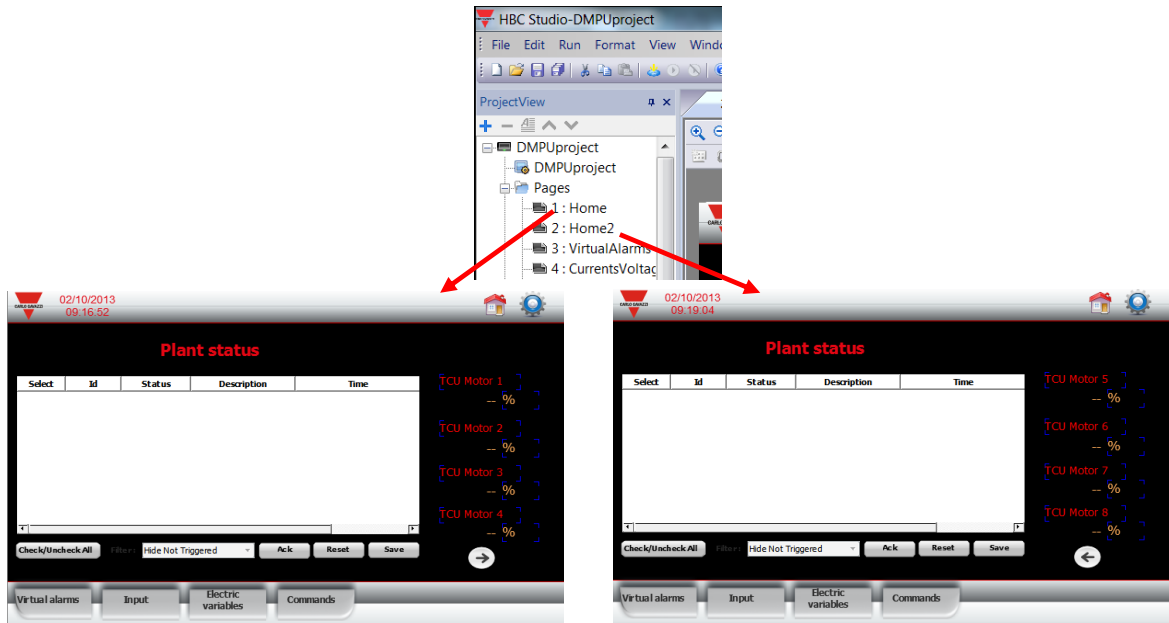 HBC Studio-DMPUproject
File Edit Run Format View Windo
ProjectView
DMPUproject
DMPUproject
Pages
1 : Home
2 : Home2
3 : VirtualAlarms
4 : CurrentsVoltag
CARLO GAVAZZI
02/10/2013
09:16:52
Plant status
Select Id Status Description Time
TCU Motor 1
-- %
TCU Motor 2
-- %
TCU Motor 3
-- %
TCU Motor 4
-- %
Check/Uncheck All Filter: Hide Not Triggered Ack Reset Save
Virtual alarms Input Electric variables Commands
CARLO GAVAZZI
02/10/2013
09:19:04
Plant status
Select Id Status Description Time
TCU Motor 5
-- %
TCU Motor 6
-- %
TCU Motor 7
-- %
TCU Motor 8
-- %
Check/Uncheck All Filter: Hide Not Triggered Ack Reset Save
Virtual alarms Input Electric variables Commands